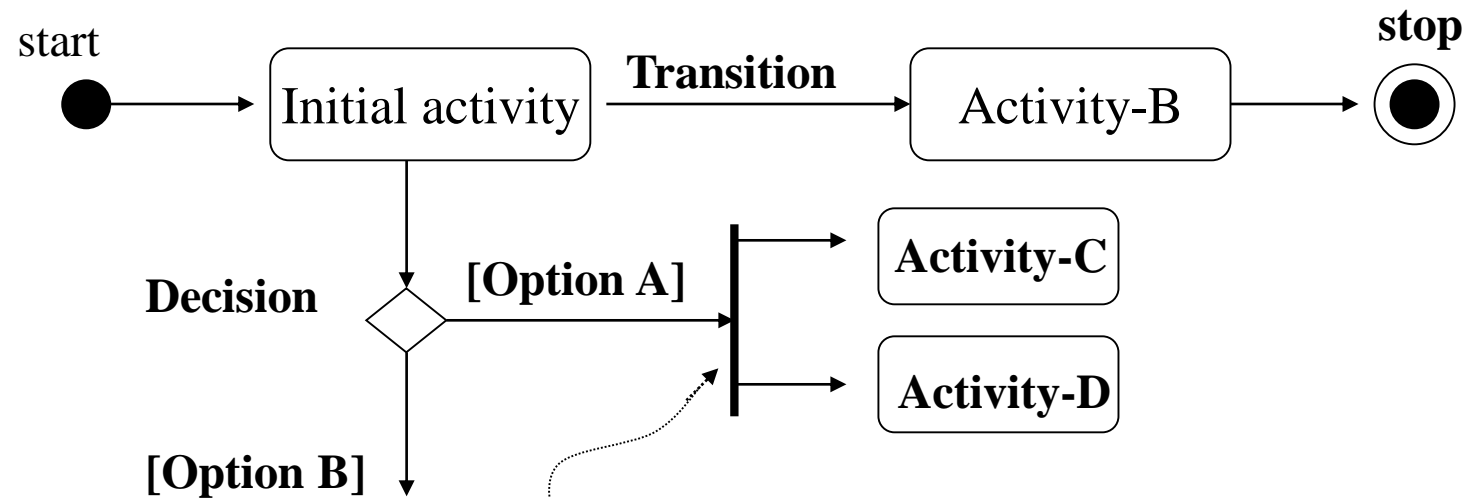 start
stop
Initial activity
Transition
Activity-B
Decision
[Option A]
Activity-C
Activity-D
[Option B]